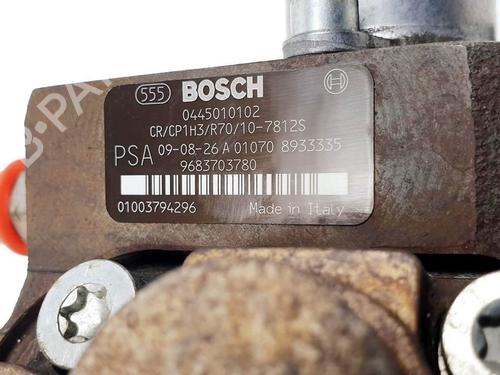 555 BOSCH 10
0445010102
CR/CP1H3/R70/10-7812S
PSA 09-08-26 A 01070 8933335
9683703780
01003794296 Made in Italy